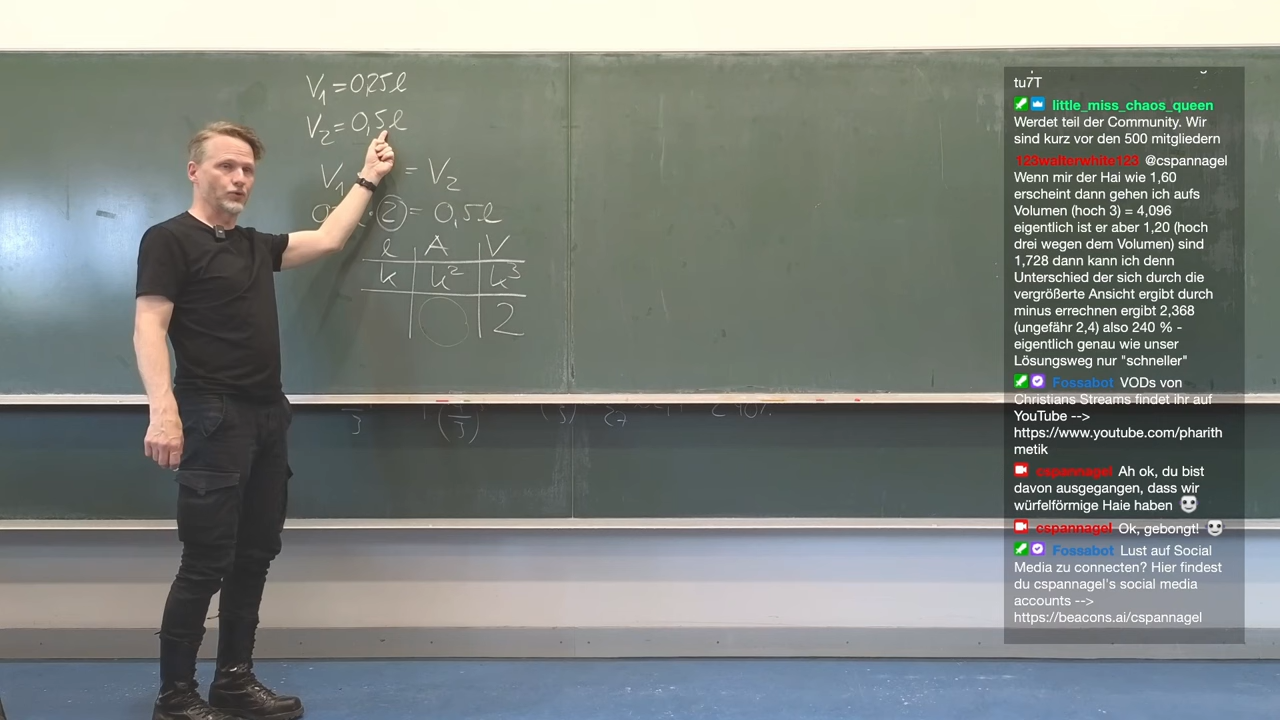 V₁ = 0,25 l
V₂ = 0,5 l
V₁ = V₂
· 2 = 0,5 l
l A V
k k² k³
2
tu7T
little_miss_chaos_queen
Werdet teil der Community. Wir
sind kurz vor den 500 mitgliedern
128walterwhite123 @cspannagel
Wenn mir der Hai wie 1,60
erscheint dann gehen ich aufs
Volumen (hoch 3) = 4,096
eigentlich ist er aber 1,20 (hoch
drei wegen dem Volumen) sind
1,728 dann kann ich denn
Unterschied der sich durch die
vergrößerte Ansicht ergibt durch
minus errechnen ergibt 2,368
(ungefähr 2,4) also 240 % -
eigentlich genau wie unser
Lösungsweg nur "schneller"
Fossabot VODs von
Christians Streams findet ihr auf
YouTube -->
https://www.youtube.com/pharith
metik
cspannagel Ah ok, du bist
davon ausgegangen, dass wir
würfelförmige Haie haben
cspannagel Ok, gebongt!
Fossabot Lust auf Social
Media zu connecten? Hier findest
du cspannagel's social media
accounts -->
https://beacons.ai/cspannagel